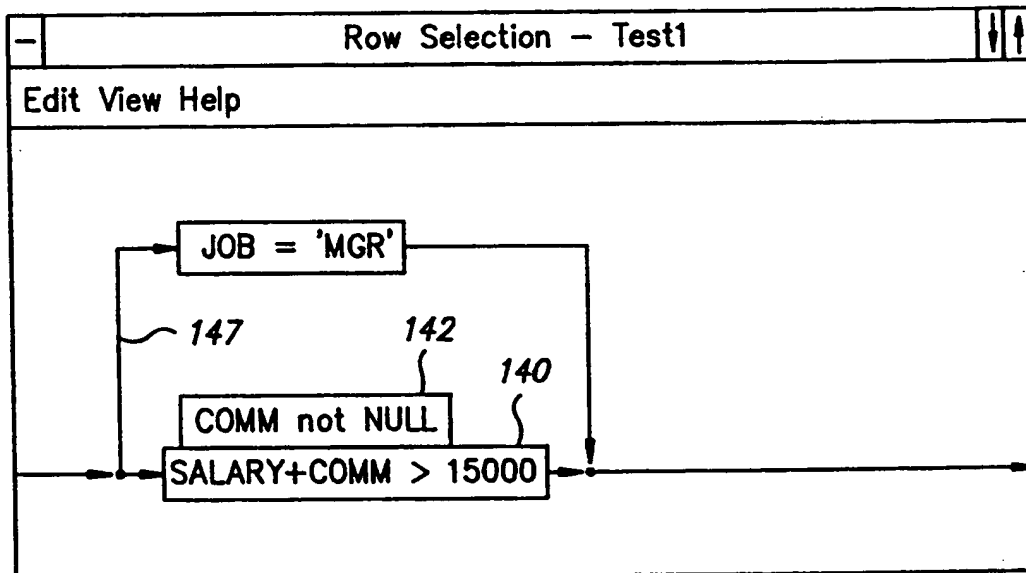 Row Selection – Test1
Edit View Help
JOB = 'MGR'
147
142
140
COMM not NULL
SALARY+COMM > 15000